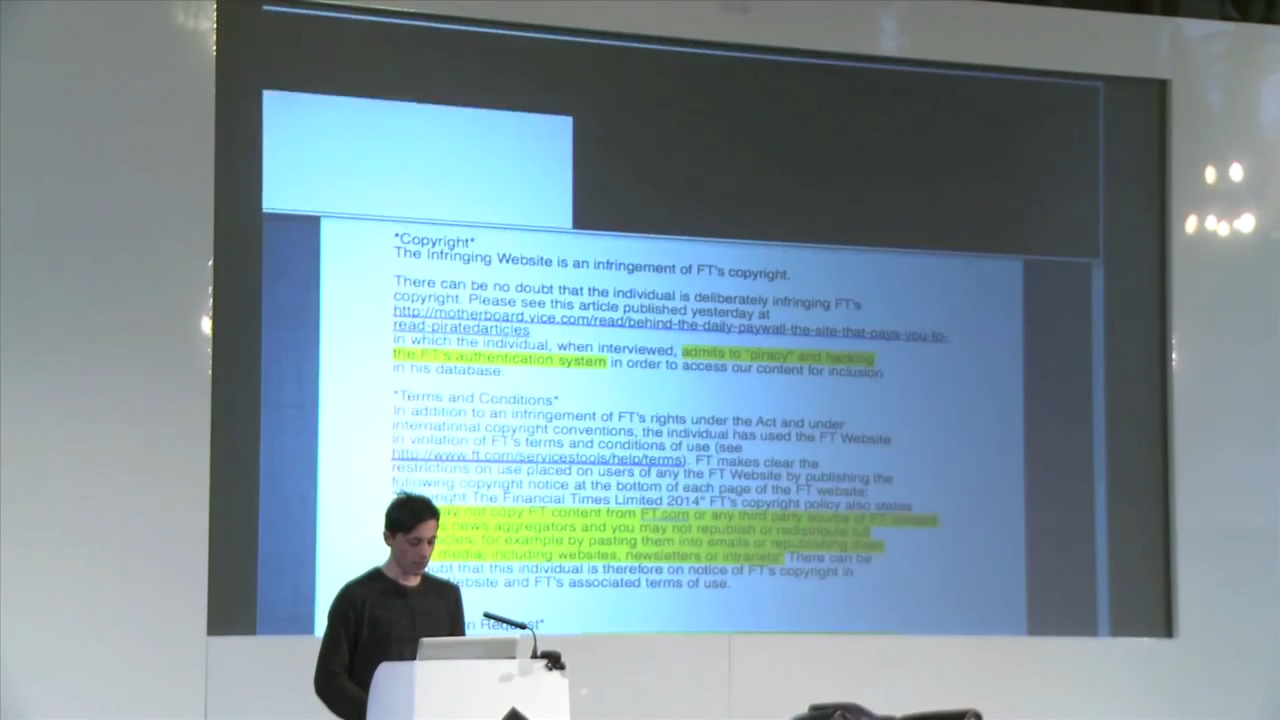 *Copyright*
The Infringing Website is an infringement of FT's copyright.
There can be no doubt that the individual is deliberately infringing FT's
copyright. Please see this article published yesterday at
http://motherboard.vice.com/read/behind-the-daily-paywall-the-site-that-pays-you-to-
read-piratedarticles
in which the individual, when interviewed, admits to "piracy" and hacking
the FT's authentication system in order to access our content for inclusion
in his database.
*Terms and Conditions*
In addition to an infringement of FT's rights under the Act and under
international copyright conventions, the individual has used the FT Website
in violation of FT's terms and conditions of use (see
http://www.ft.com/servicestools/help/terms). FT makes clear the
restrictions on use placed on users of any the FT Website by publishing the
following copyright notice at the bottom of each page of the FT website:
The Financial Times Limited 2014" FT's copyright policy also states
not copy FT content from FT.com or any third party source of FT content
news aggregators and you may not republish or redistribute full
for example by pasting them into emails or republishing them
media, including websites, newsletters or intranets" There can be
that this individual is therefore on notice of FT's copyright in
and FT's associated terms of use.
Request*